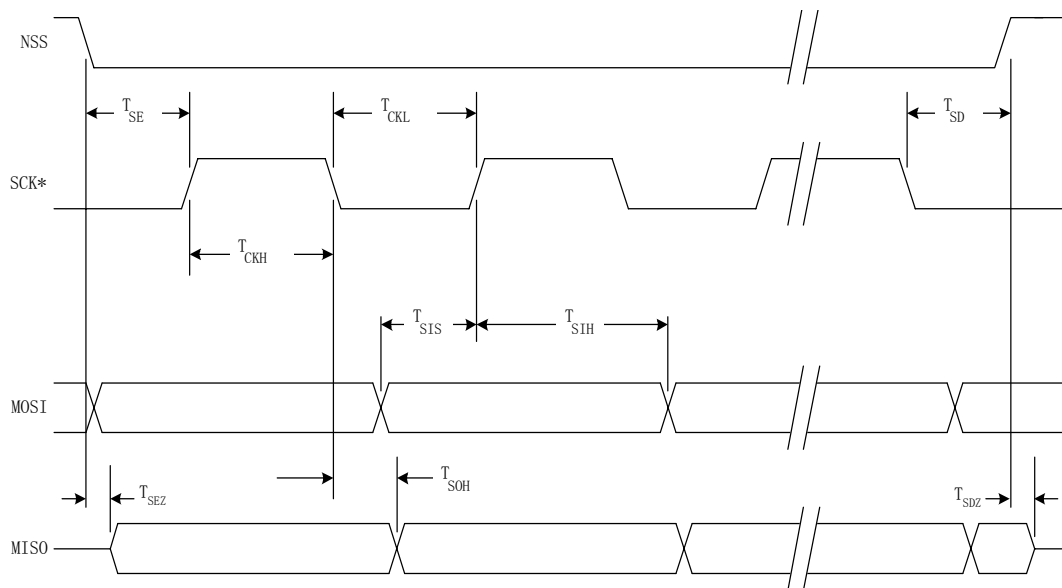 NSS
T_SE
T_CKL
T_SD
SCK*
T_CKH
T_SIS
T_SIH
MOSI
T_SOH
T_SEZ
T_SDZ
MISO